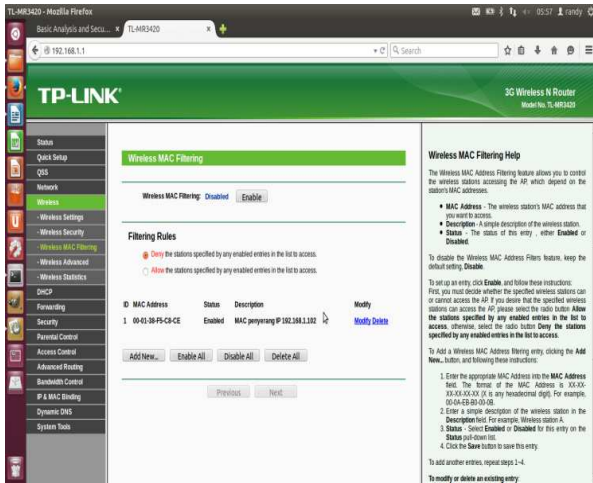 TL-MR3420 - Mozilla Firefox
05:57 randy
Basic Analysis and Secu... ×
TL-MR3420 ×
192.168.1.1
Search
TP-LINK
3G Wireless N Router
Model No. TL-MR3420
Status
Quick Setup
QSS
Network
Wireless
- Wireless Settings
- Wireless Security
- Wireless MAC Filtering
- Wireless Advanced
- Wireless Statistics
DHCP
Forwarding
Security
Parental Control
Access Control
Advanced Routing
Bandwidth Control
IP & MAC Binding
Dynamic DNS
System Tools
Wireless MAC Filtering
Wireless MAC Filtering: Disabled Enable
Filtering Rules
Deny the stations specified by any enabled entries in the list to access.
Allow the stations specified by any enabled entries in the list to access.
ID MAC Address Status Description Modify
1 00-01-38-F5-C8-CE Enabled MAC penyerang IP 192.168.1.102 Modify Delete
Add New... Enable All Disable All Delete All
Previous Next
Wireless MAC Filtering Help
The Wireless MAC Address Filtering feature allows you to control
the wireless stations accessing the AP, which depend on the
station's MAC addresses.
MAC Address - The wireless station's MAC address that
you want to access.
Description - A simple description of the wireless station.
Status - The status of this entry , either Enabled or
Disabled.
To disable the Wireless MAC Address Filters feature, keep the
default setting, Disable.
To set up an entry, click Enable, and follow these instructions:
First, you must decide whether the specified wireless stations can
or cannot access the AP. If you desire that the specified wireless
stations can access the AP, please select the radio button Allow
the stations specified by any enabled entries in the list to
access, otherwise, select the radio button Deny the stations
specified by any enabled entries in the list to access.
To Add a Wireless MAC Address filtering entry, clicking the Add
New... button, and following these instructions:
1. Enter the appropriate MAC Address into the MAC Address
field. The format of the MAC Address is XX-XX-
XX-XX-XX-XX (X is any hexadecimal digit). For example,
00-0A-EB-B0-00-0B.
2. Enter a simple description of the wireless station in the
Description field. For example, Wireless station A.
3. Status - Select Enabled or Disabled for this entry on the
Status pull-down list.
4. Click the Save button to save this entry.
To add another entries, repeat steps 1~4.
To modify or delete an existing entry: